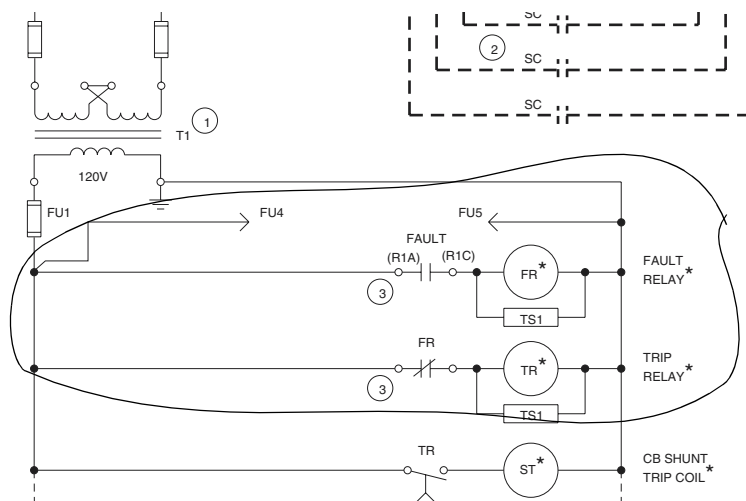 SC
2
SC
SC
1
T1
120V
FU1
FU4
FU5
FAULT
(R1A)
(R1C)
3
FR*
FAULT
RELAY*
TS1
FR
3
TR*
TRIP
RELAY*
TS1
TR
ST*
CB SHUNT
TRIP COIL*